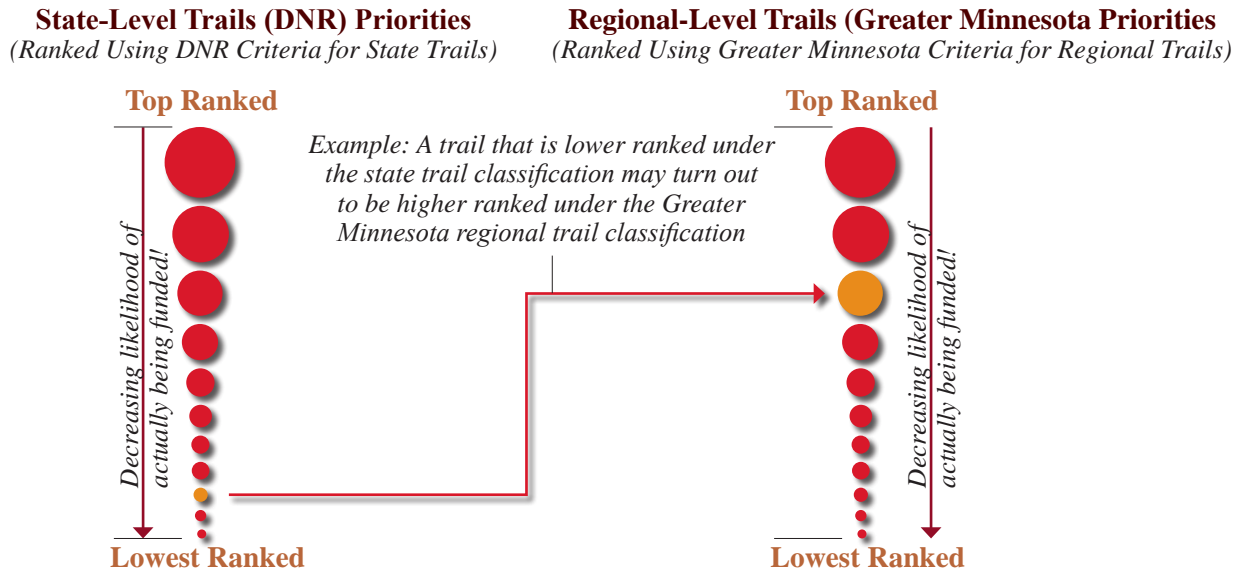 State-Level Trails (DNR) Priorities
(Ranked Using DNR Criteria for State Trails)
Top Ranked
Decreasing likelihood of
actually being funded!
Lowest Ranked
Example: A trail that is lower ranked under
the state trail classification may turn out
to be higher ranked under the Greater
Minnesota regional trail classification
Regional-Level Trails (Greater Minnesota Priorities
(Ranked Using Greater Minnesota Criteria for Regional Trails)
Top Ranked
Decreasing likelihood of
actually being funded!
Lowest Ranked